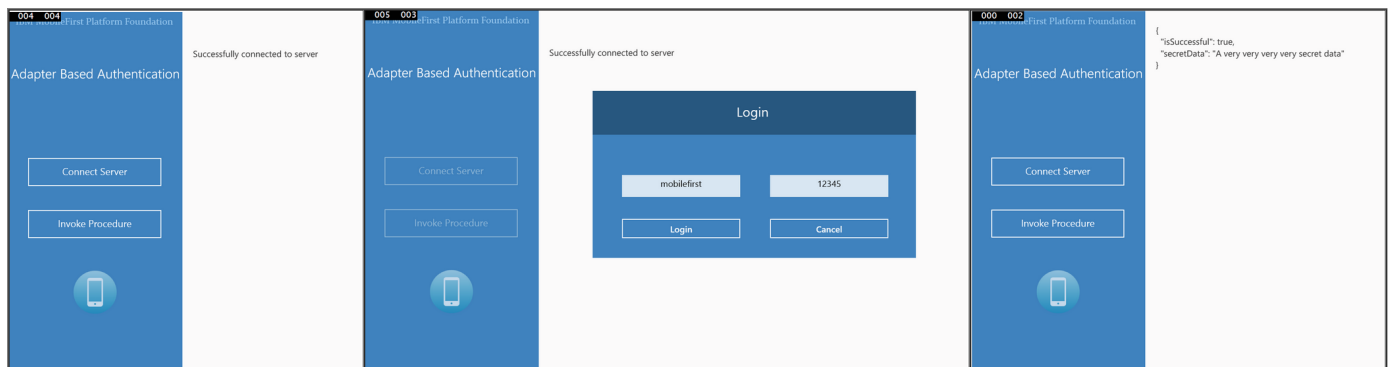 004 004
IBM MobileFirst Platform Foundation
Successfully connected to server
Adapter Based Authentication
Connect Server
Invoke Procedure
005 003
IBM MobileFirst Platform Foundation
Successfully connected to server
Adapter Based Authentication
Connect Server
Invoke Procedure
Login
mobilefirst 12345
Login Cancel
000 002
IBM MobileFirst Platform Foundation
Adapter Based Authentication
Connect Server
Invoke Procedure
{
"isSuccessful": true,
"secretData": "A very very very very secret data"
}